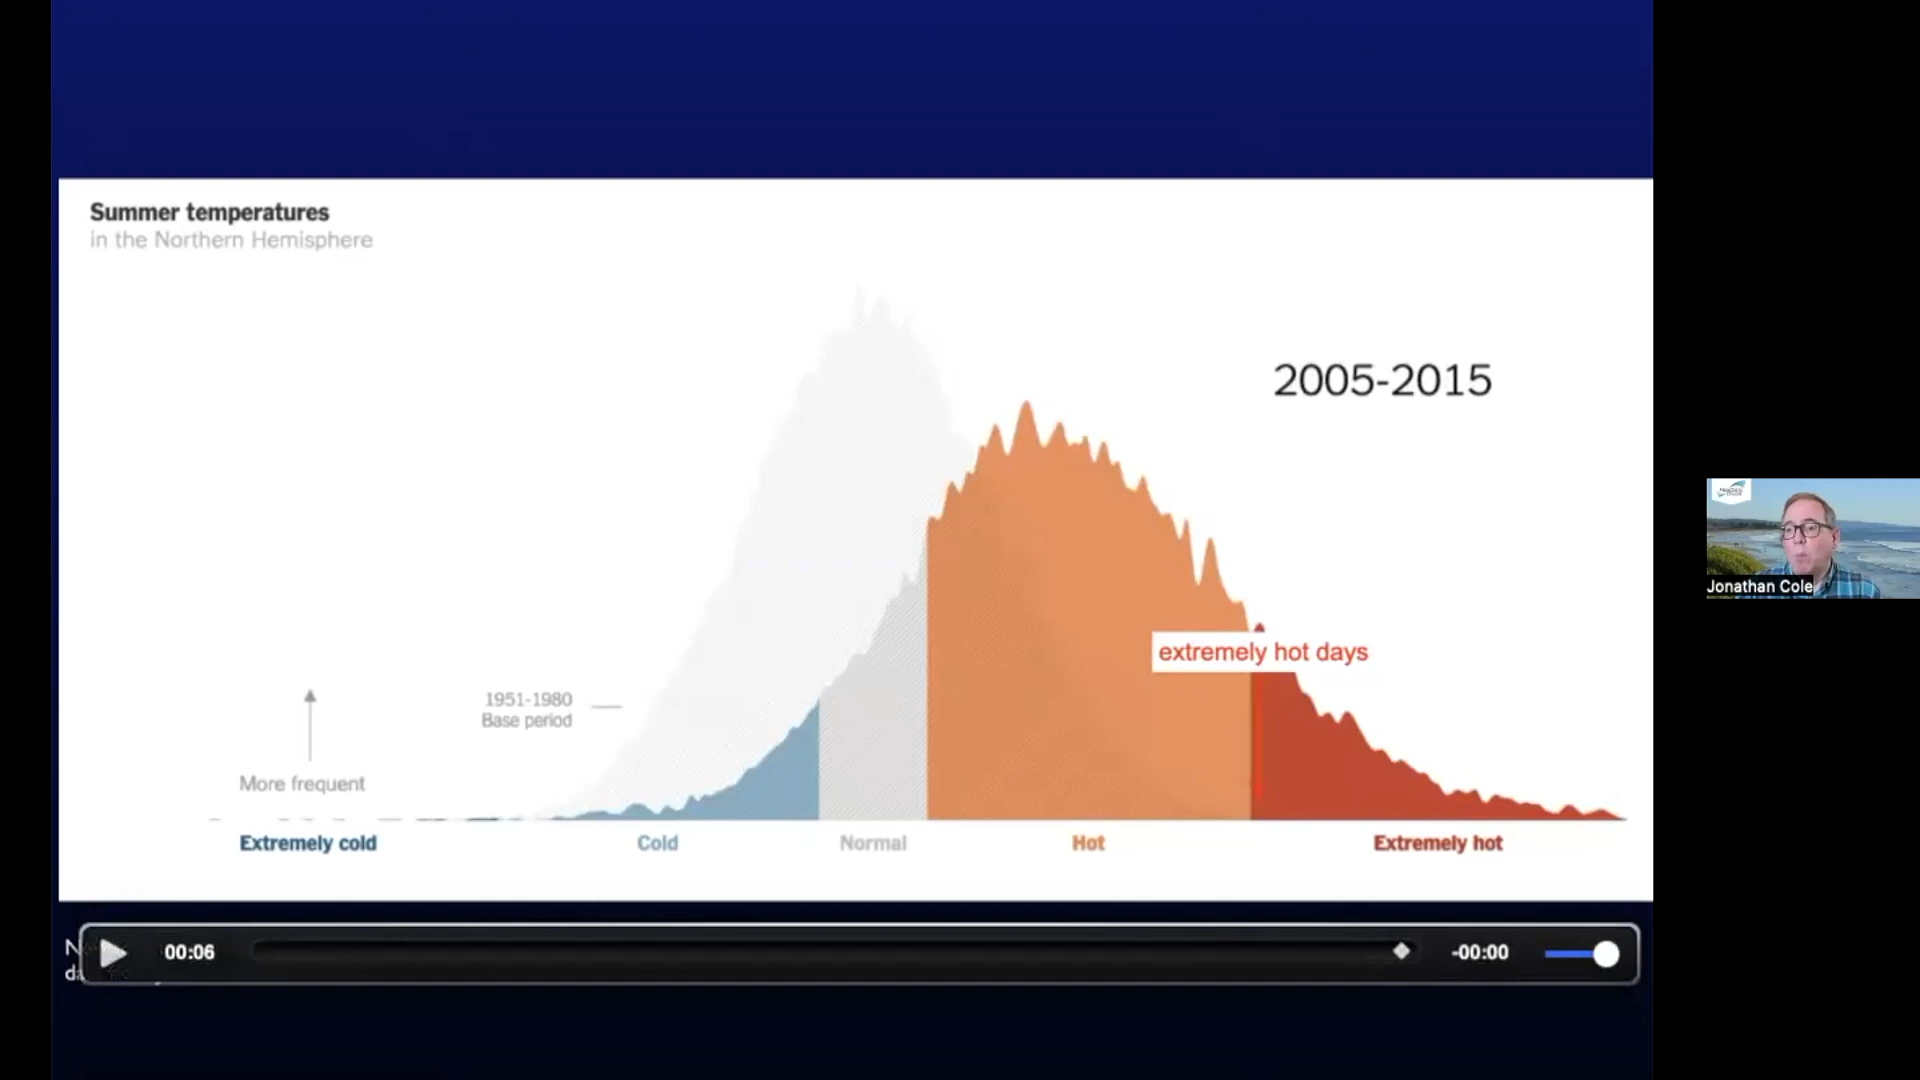 Summer temperatures
in the Northern Hemisphere
2005-2015
extremely hot days
1951-1980
Base period
More frequent
Extremely cold
Cold
Normal
Hot
Extremely hot
00:06
-00:00
Jonathan Cole